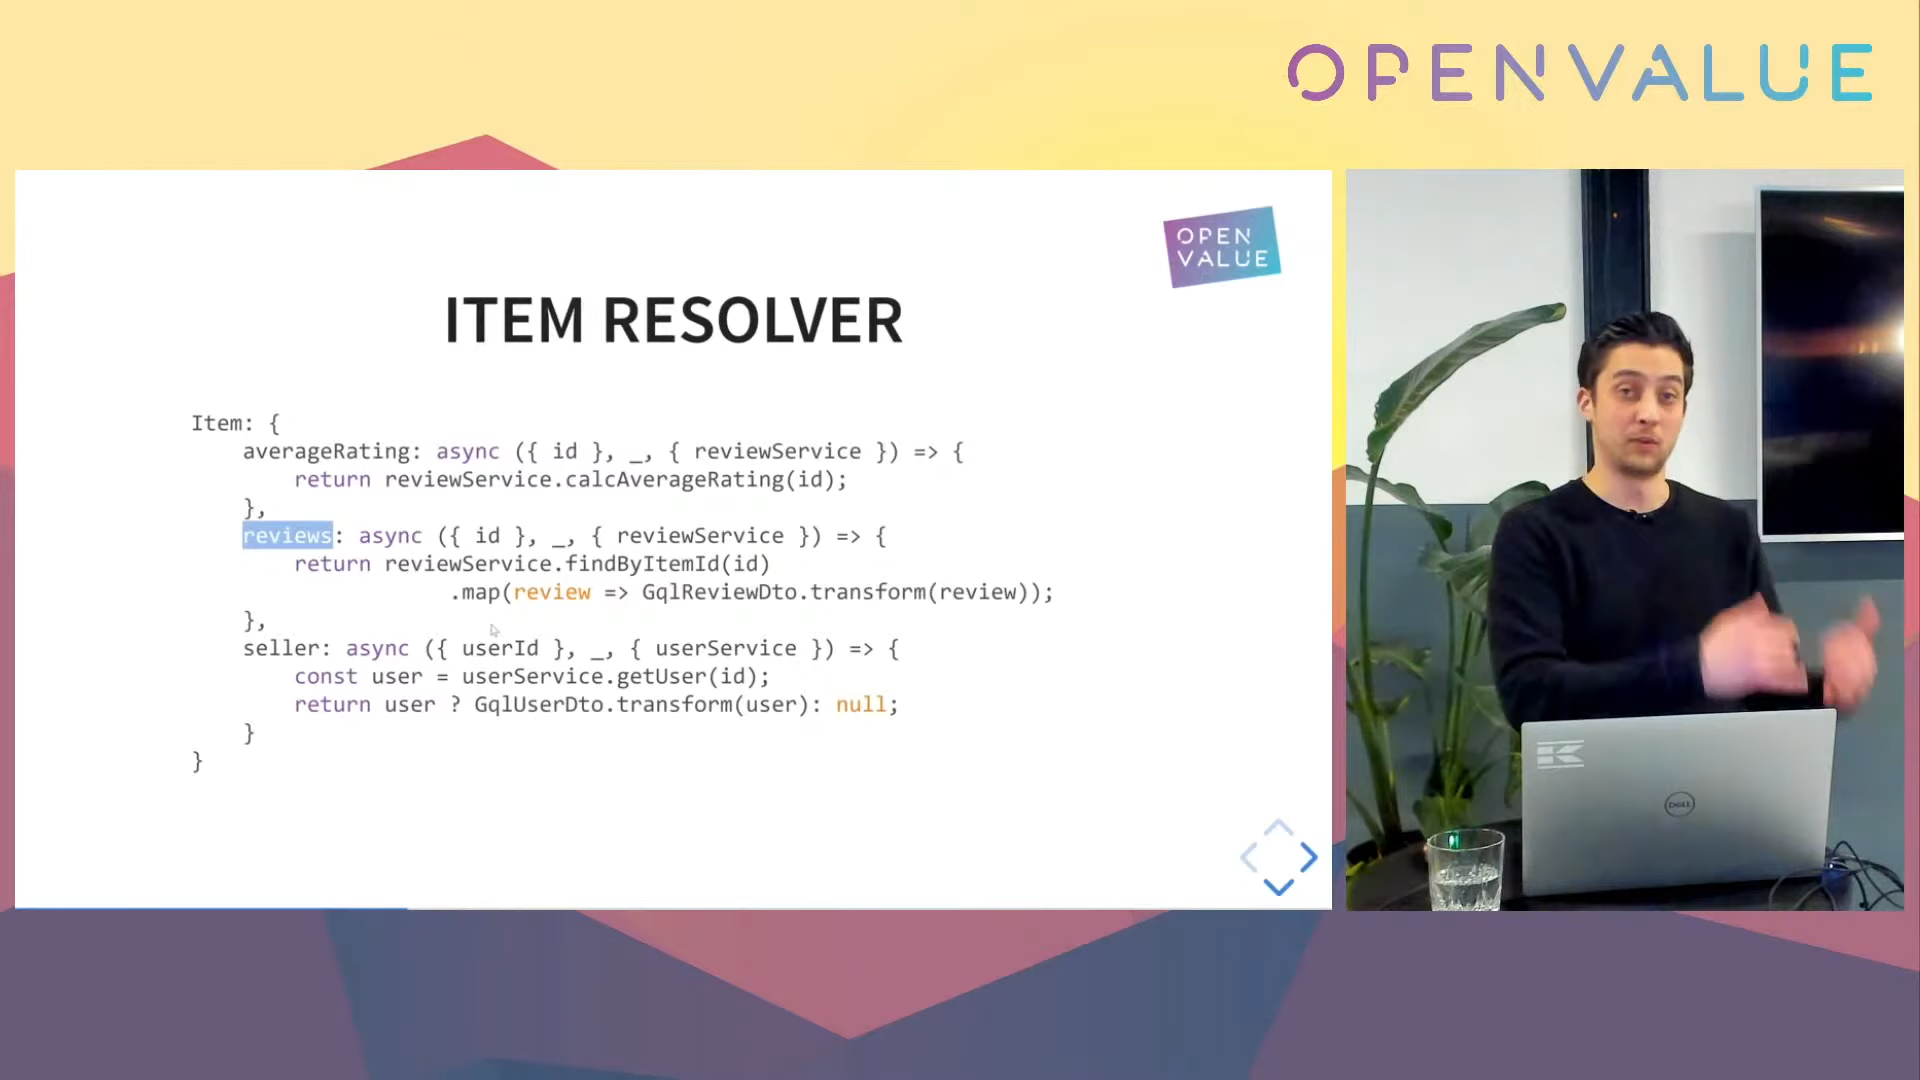 OPENVALUE
OPEN
VALUE
ITEM RESOLVER
Item: {
    averageRating: async ({ id }, _, { reviewService }) => {
        return reviewService.calcAverageRating(id);
    },
    reviews: async ({ id }, _, { reviewService }) => {
        return reviewService.findByItemId(id)
                    .map(review => GqlReviewDto.transform(review));
    },
    seller: async ({ userId }, _, { userService }) => {
        const user = userService.getUser(id);
        return user ? GqlUserDto.transform(user): null;
    }
}
DELL